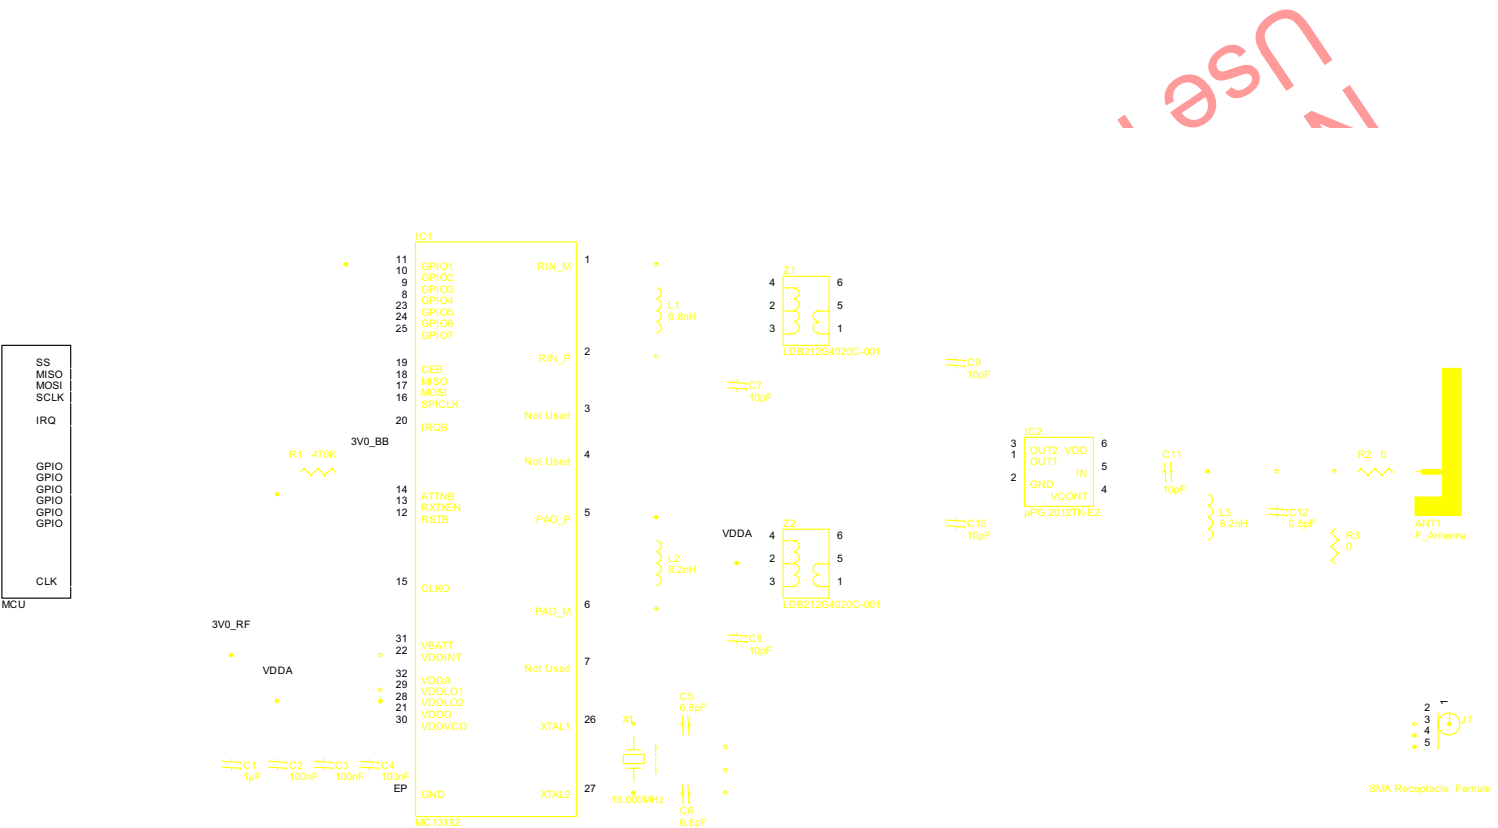 Use
N
IC1
11
10
9
8
23
24
25
GPIO1
GPIO2
GPIO3
GPIO4
GPIO5
GPIO6
GPIO7
RIN_M
1
Z1
4
2
3
6
5
1
LDB212G4020C-001
L1
6.8nH
SS
MISO
MOSI
SCLK
IRQ
GPIO
GPIO
GPIO
GPIO
GPIO
GPIO
CLK
MCU
19
18
17
16
20
CEB
MISO
MOSI
SPICLK
IRQB
RIN_P
2
Not Used
3
Not Used
4
C7
10pF
C9
10pF
3V0_BB
R1 470K
14
13
12
ATTNB
RXTXEN
RSTB
PAO_P
5
IC2
3
1
2
OUT2 VDD
OUT1
IN
GND
VCONT
6
5
4
µPG 2012TK-E2
C11
10pF
R2 0
L3
8.2nH
C12
0.5pF
R3
0
ANT1
F_Antenna
C10
10pF
VDDA
Z2
4
2
3
6
5
1
LDB212G4020C-001
L2
8.2nH
15
CLKO
PAO_M
6
C8
10pF
3V0_RF
VDDA
31
22
32
29
28
21
30
VBATT
VDDINT
VDDA
VDDLO1
VDDLO2
VDDD
VDDVCO
Not Used
7
XTAL1
26
X1
C5
6.8pF
C1
1µF
C2
100nF
C3
100nF
C4
100nF
EP
GND
XTAL2
27
16.000MHz
C6
6.8pF
MC13192
2
3
4
5
1
J1
SMA Receptacle, Female